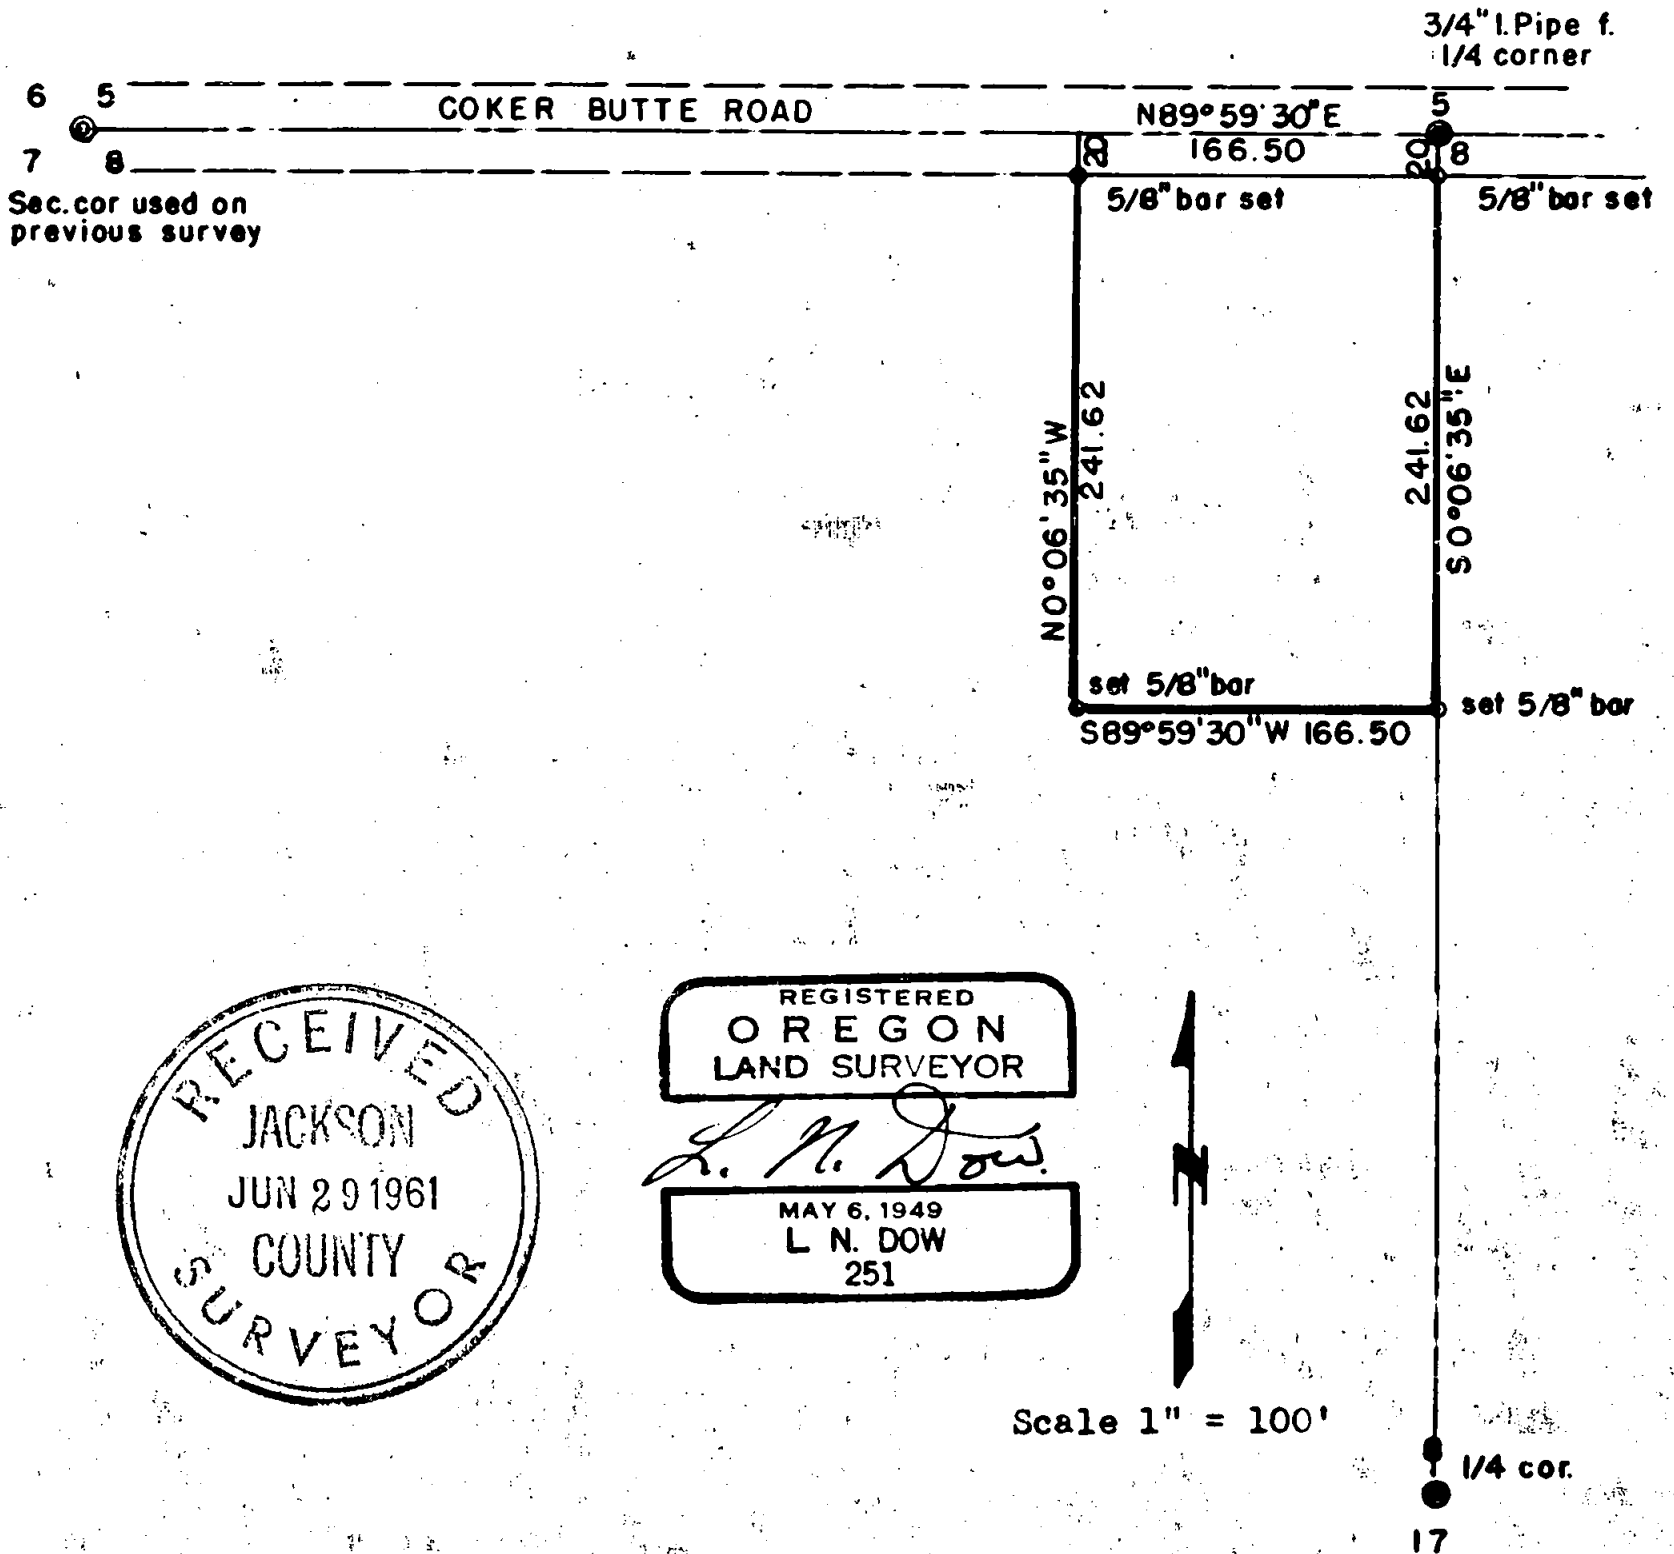 3/4" I.Pipe f.
1/4 corner
6 5
COKER BUTTE ROAD
N89°59'30"E
5
7 8
20
166.50
20
8
Sec.cor used on
previous survey
5/8" bar set
5/8" bar set
N0°06'35"W
241.62
241.62
S0°06'35"E
set 5/8" bar
set 5/8" bar
S89°59'30"W 166.50
RECEIVED
JACKSON
JUN 29 1961
COUNTY
SURVEYOR
REGISTERED
OREGON
LAND SURVEYOR
L. N. Dow
MAY 6, 1949
L N. DOW
251
N
Scale 1" = 100'
1/4 cor.
17